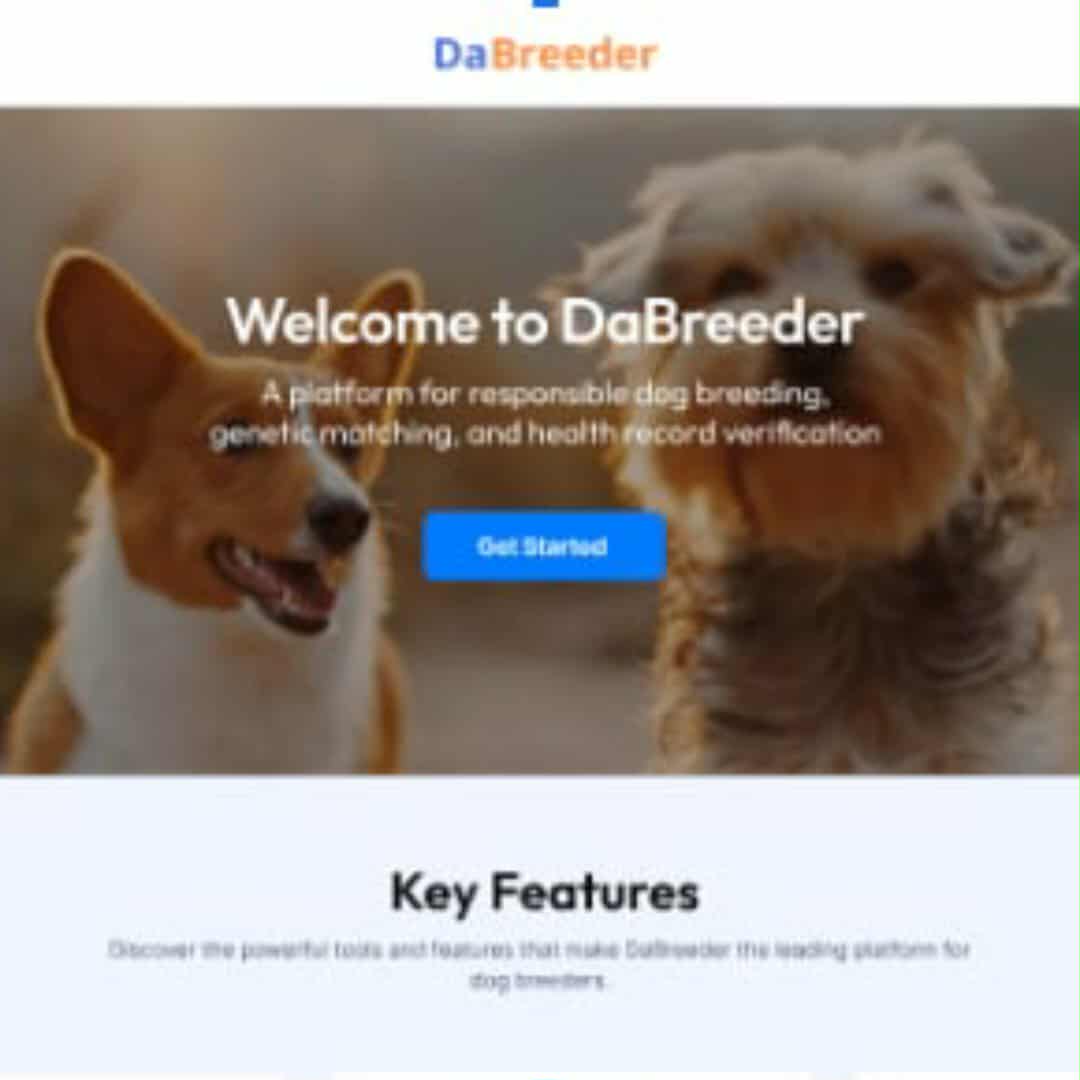 DaBreeder
Welcome to DaBreeder
A platform for responsible dog breeding,
genetic matching, and health record verification
Get Started
Key Features
Discover the powerful tools and features that make DaBreeder the leading platform for
dog breeders.